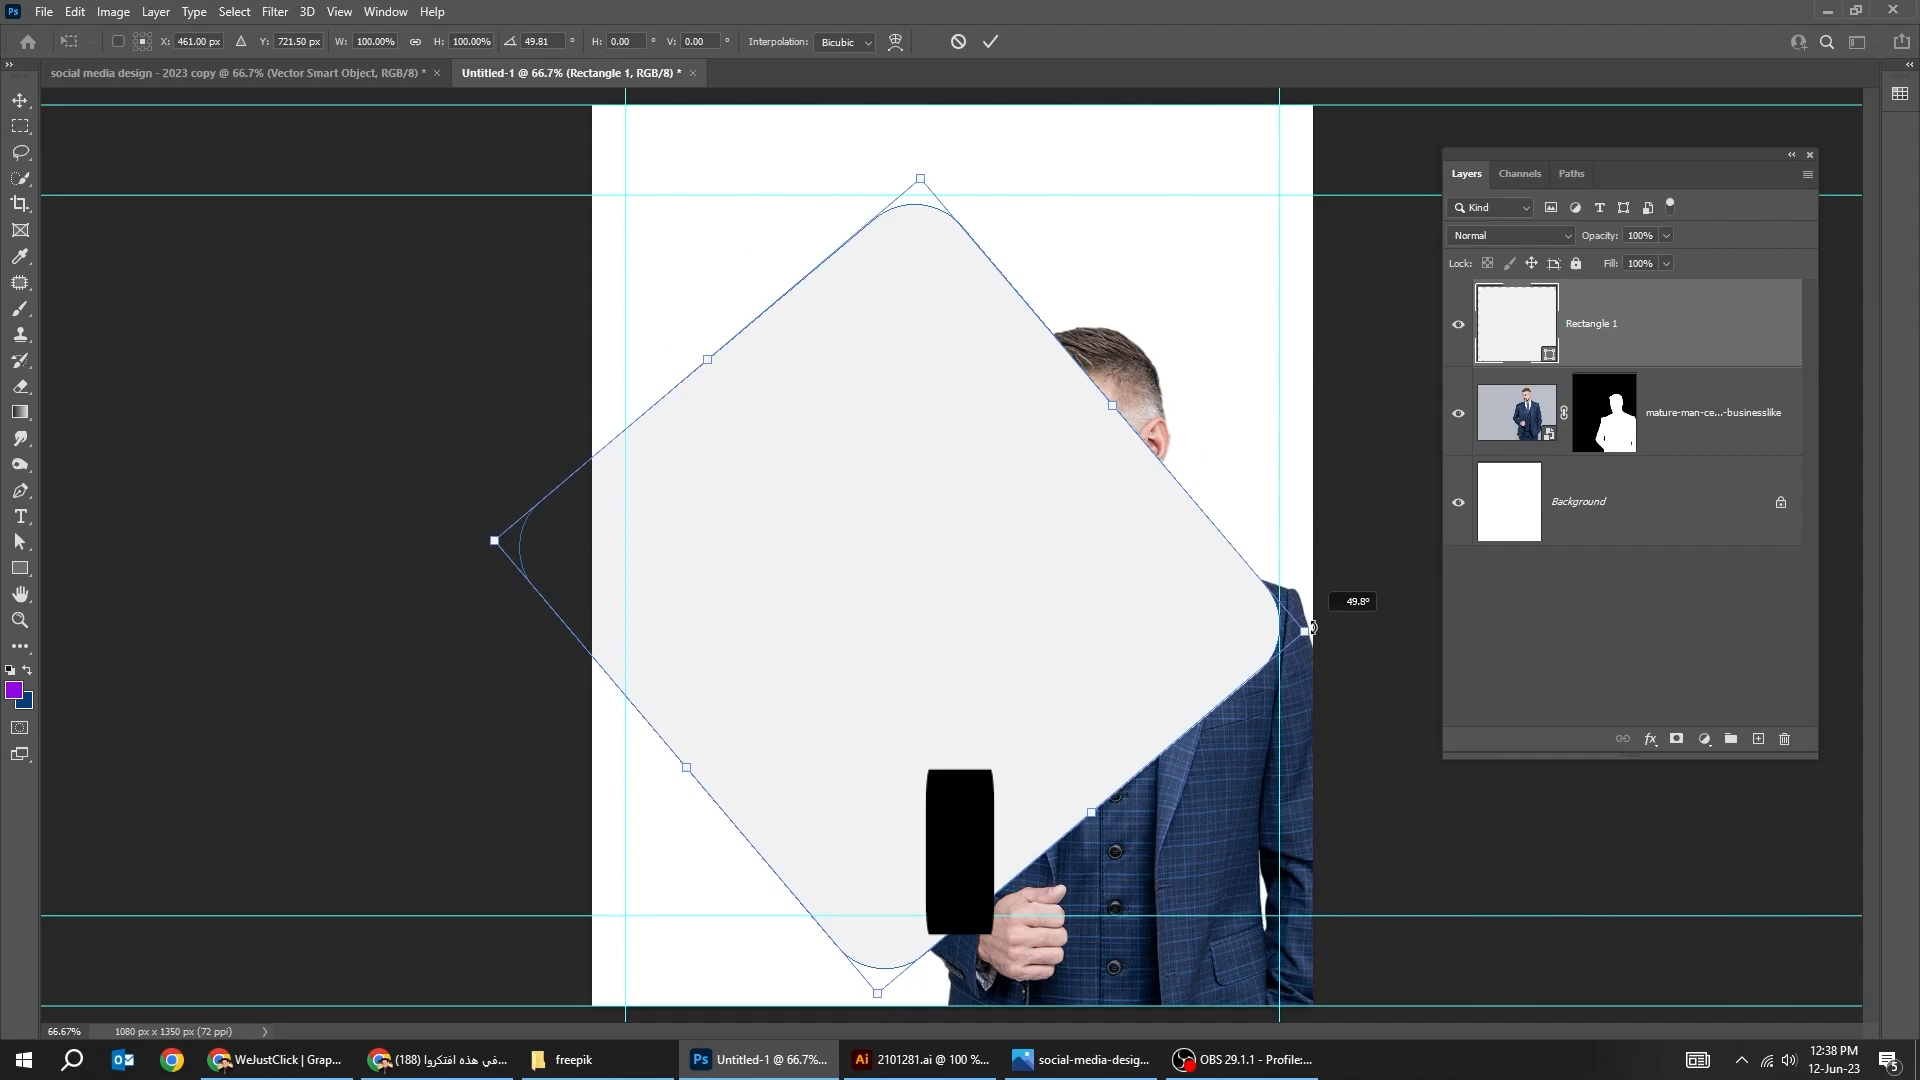 Ps File Edit Image Layer Type Select Filter 3D View Window Help
X: 461.00 px Y: 721.50 px W: 100.00% H: 100.00% 49.81 ° H: 0.00 ° V: 0.00 ° Interpolation: Bicubic
social media design - 2023 copy @ 66.7% (Vector Smart Object, RGB/8) * × Untitled-1 @ 66.7% (Rectangle 1, RGB/8) * ×
Layers Channels Paths
Kind
Normal Opacity: 100%
Lock: Fill: 100%
Rectangle 1
mature-man-ce...-businesslike
Background
49.8°
fx
66.67% 1080 px x 1350 px (72 ppi)
WeJustClick | Grap...
(188) في هذه افتكروا...
freepik
Ps Untitled-1 @ 66.7%...
Ai 2101281.ai @ 100 %...
social-media-desig...
OBS 29.1.1 - Profile:...
12:38 PM
12-Jun-23
5